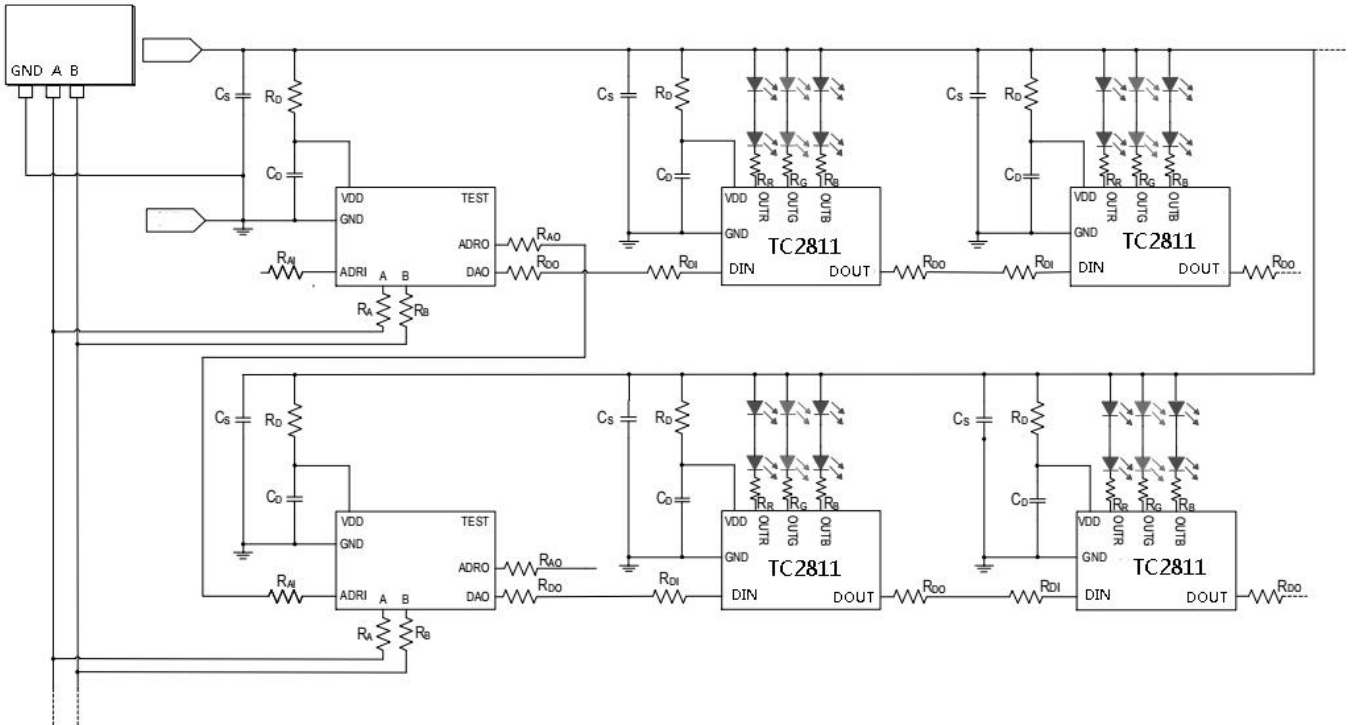 GND A B
CS RD CS RD CS RD
CD CD CD
RR RG RB RR RG RB
VDD TEST VDD OUTR OUTG OUTB VDD OUTR OUTG OUTB
GND GND GND
TC2811 TC2811
ADRO RAO
RAI ADRI A B DAO RDO RDI DIN DOUT RDO RDI DIN DOUT RDO
RA RB
CS RD CS RD CS RD
CD CD CD
RR RG RB RR RG RB
VDD TEST VDD OUTR OUTG OUTB VDD OUTR OUTG OUTB
GND GND GND
TC2811 TC2811
ADRO RAO
RAI ADRI A B DAO RDO RDI DIN DOUT RDO RDI DIN DOUT RDO
RA RB